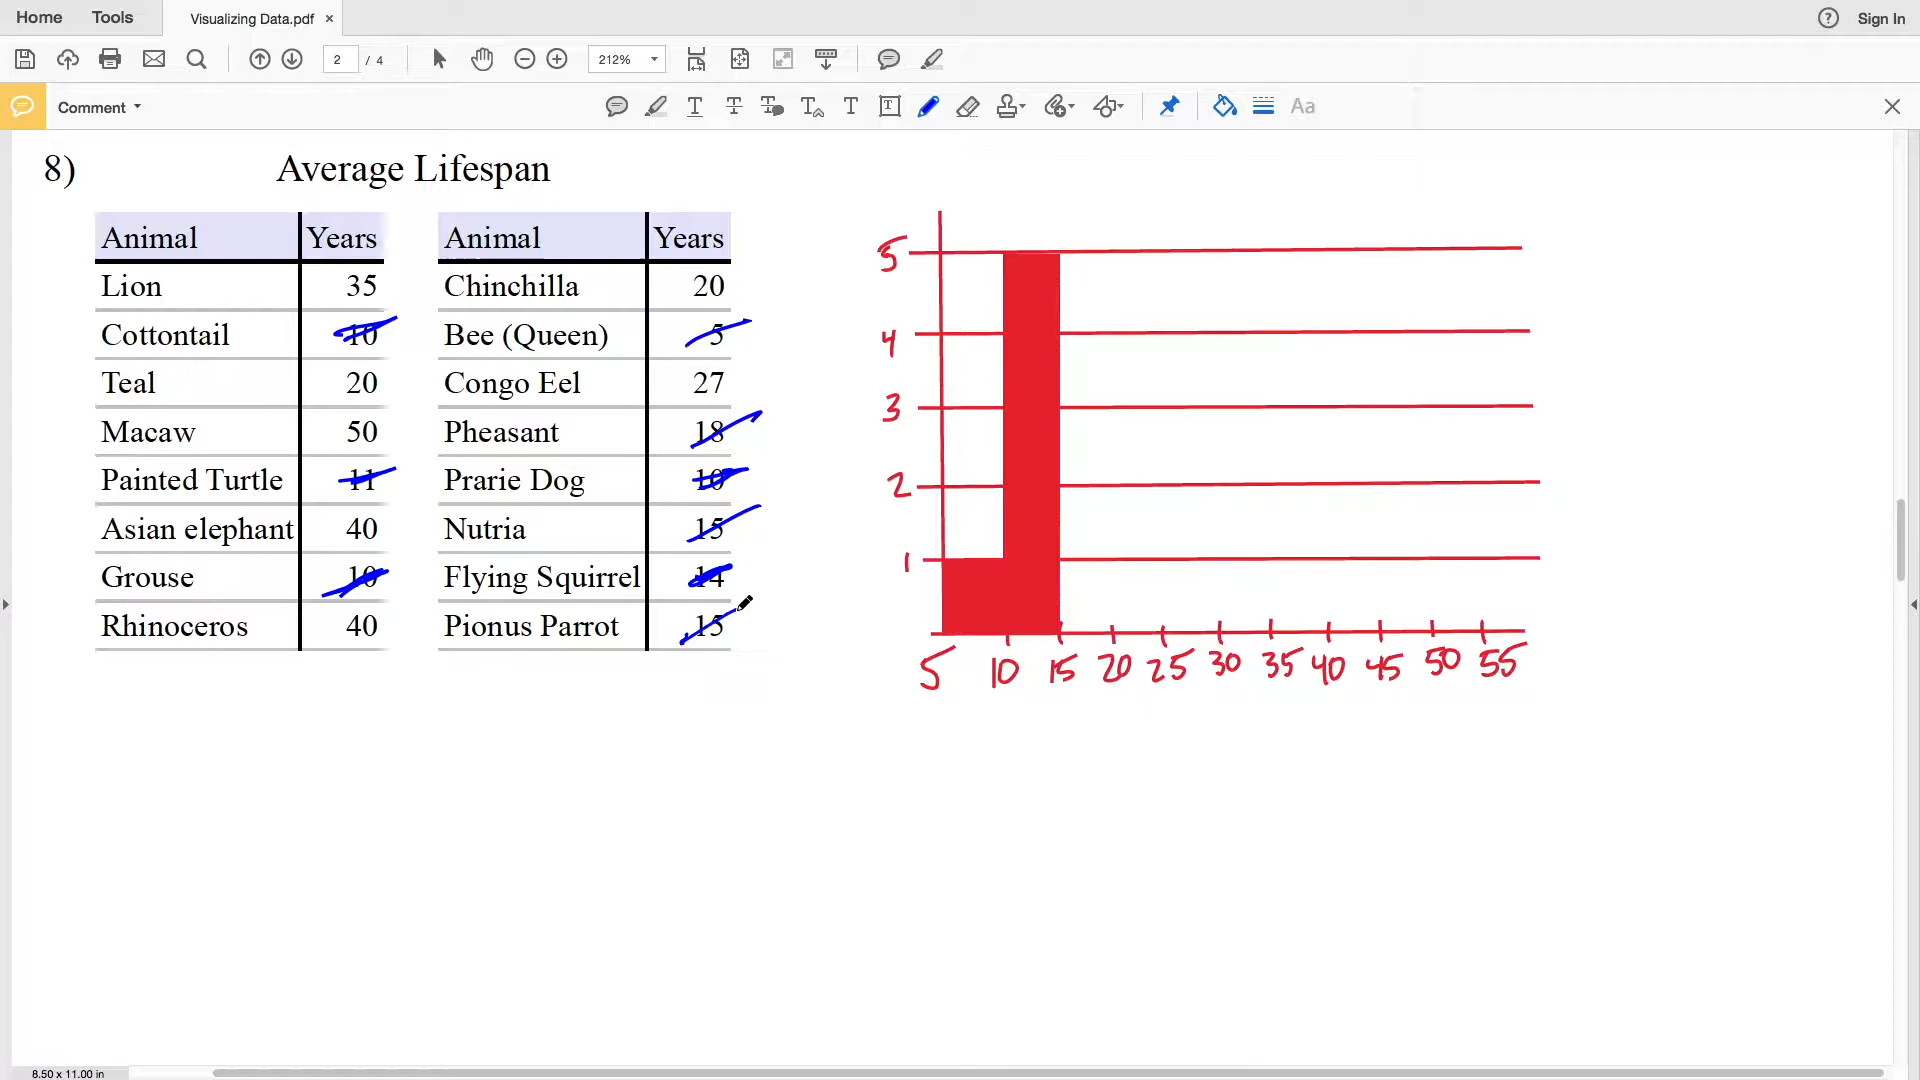 Home Tools Visualizing Data.pdf × ? Sign In
2 / 4 212%
Comment T T T T T T Aa
8) Average Lifespan
Animal Years
Lion 35
Cottontail 10
Teal 20
Macaw 50
Painted Turtle 11
Asian elephant 40
Grouse 10
Rhinoceros 40
Animal Years
Chinchilla 20
Bee (Queen) 5
Congo Eel 27
Pheasant 18
Prarie Dog 10
Nutria 15
Flying Squirrel 14
Pionus Parrot 15
5
4
3
2
1
5 10 15 20 25 30 35 40 45 50 55
8.50 x 11.00 in